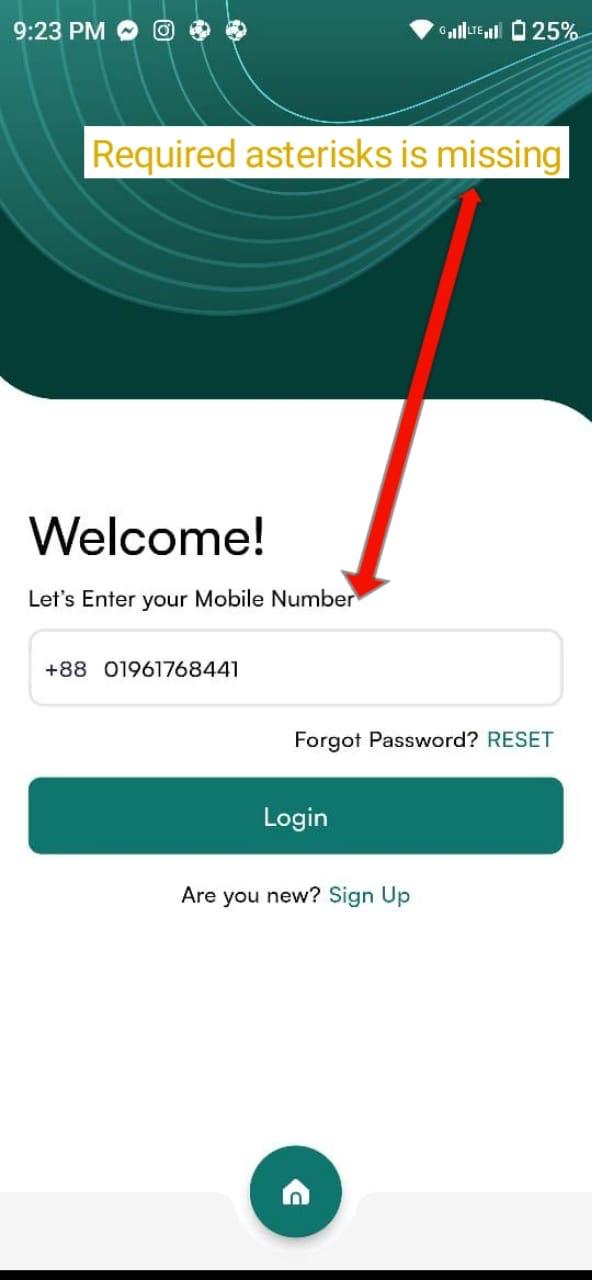 9:23 PM G LTE 25%
Required asterisks is missing
Welcome!
Let's Enter your Mobile Number
+88 01961768441
Forgot Password? RESET
Login
Are you new? Sign Up